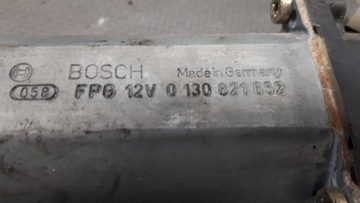 BOSCH Made in Germany
058 FPG 12V 0 130 821 652